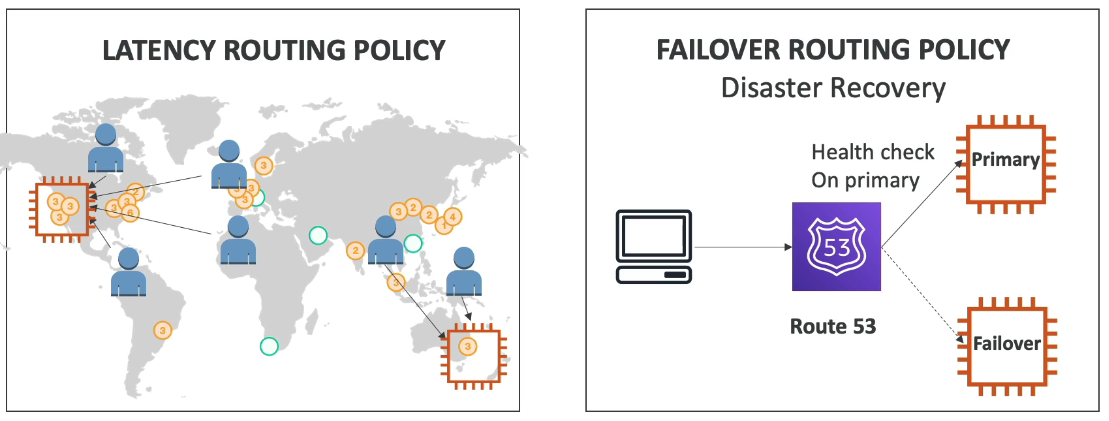 LATENCY ROUTING POLICY
3
3
3
3
2
3
3
6
3
3
3
3
3
2
2
4
1
2
3
3
3
FAILOVER ROUTING POLICY
Disaster Recovery
Health check
On primary
Primary
53
Route 53
Failover